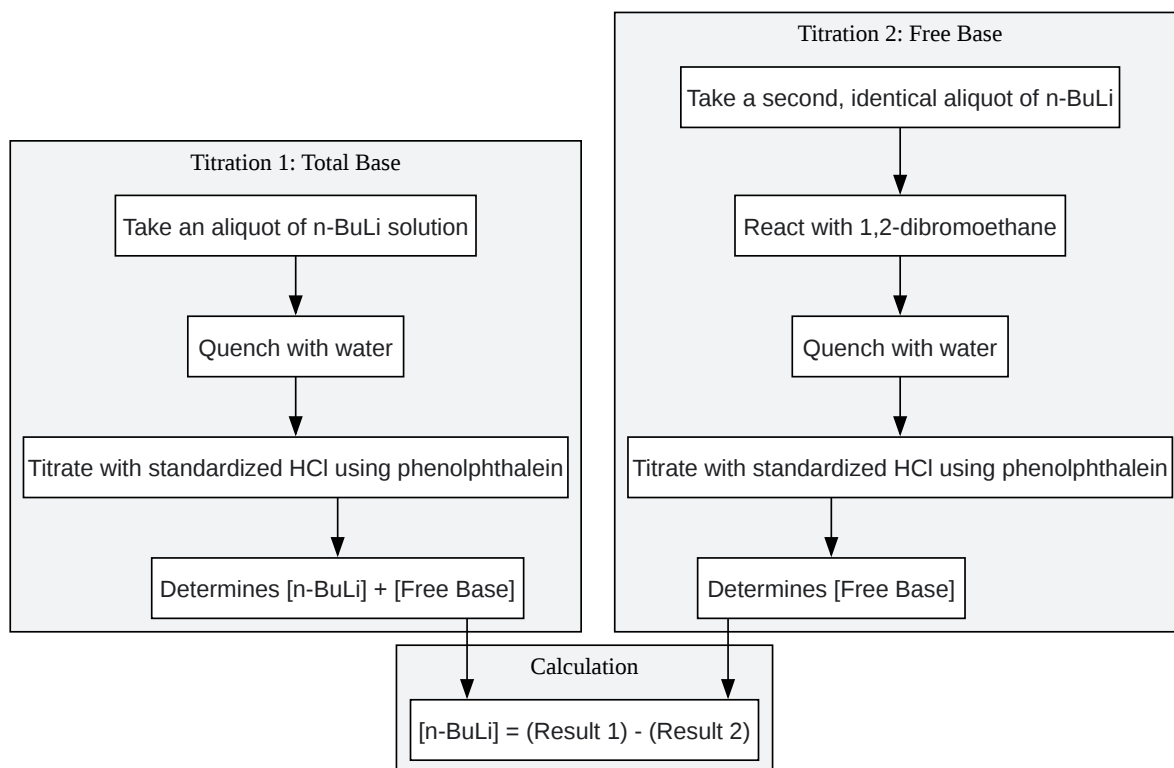 Titration 1: Total Base
Take an aliquot of n-BuLi solution
Quench with water
Titrate with standardized HCl using phenolphthalein
Determines [n-BuLi] + [Free Base]
Titration 2: Free Base
Take a second, identical aliquot of n-BuLi
React with 1,2-dibromoethane
Quench with water
Titrate with standardized HCl using phenolphthalein
Determines [Free Base]
Calculation
[n-BuLi] = (Result 1) - (Result 2)